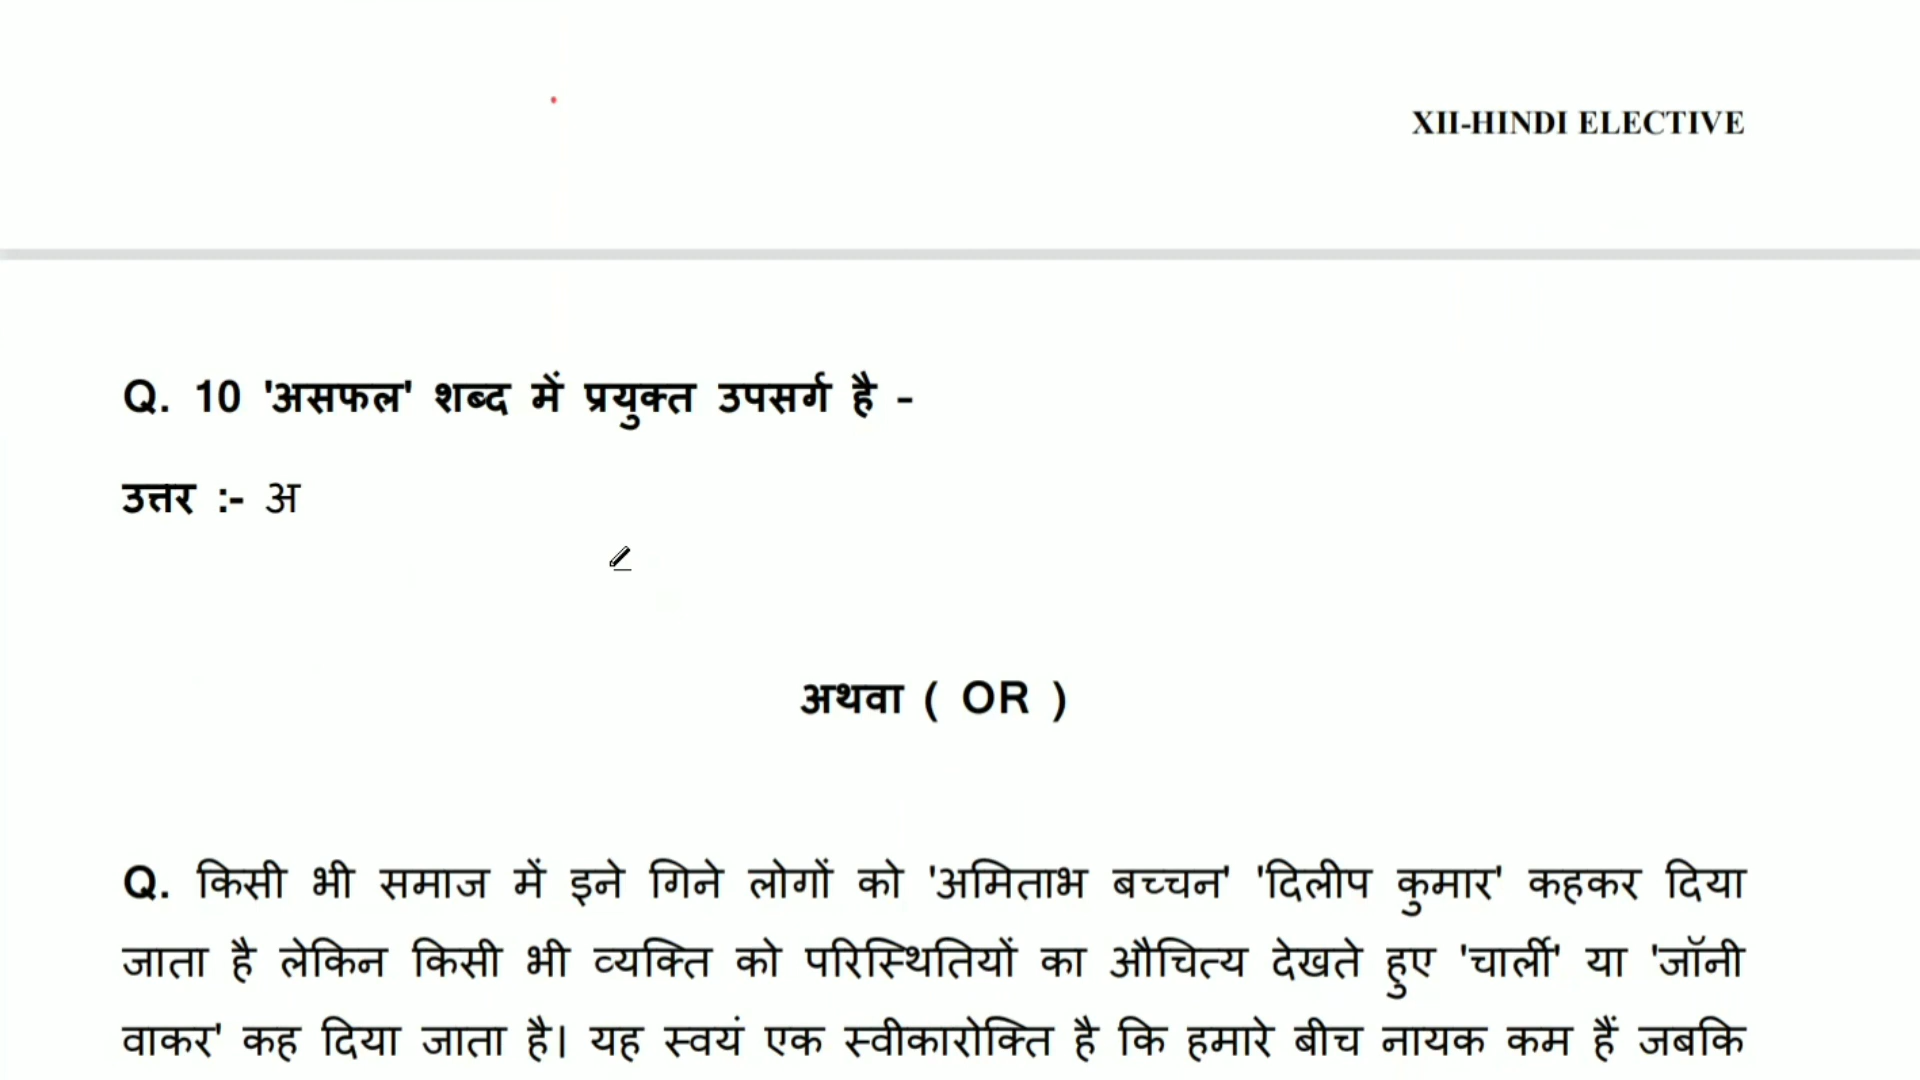 XII-HINDI ELECTIVE
Q. 10 'असफल' शब्द में प्रयुक्त उपसर्ग है -
उत्तर :- अ
अथवा ( OR )
Q. किसी भी समाज में इने गिने लोगों को 'अमिताभ बच्चन' 'दिलीप कुमार' कहकर दिया
जाता है लेकिन किसी भी व्यक्ति को परिस्थितियों का औचित्य देखते हुए 'चार्ली' या 'जॉनी
वाकर' कह दिया जाता है। यह स्वयं एक स्वीकारोक्ति है कि हमारे बीच नायक कम हैं जबकि